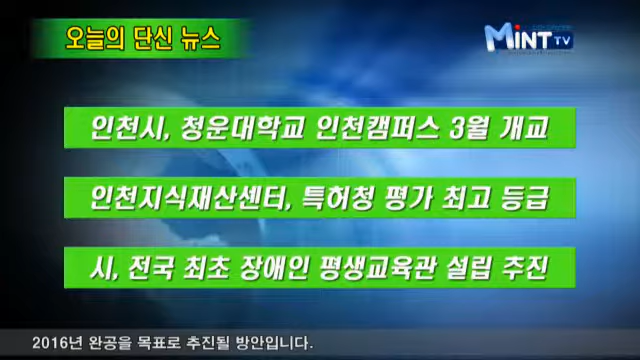 오늘의 단신 뉴스
MiNT TV
인천시, 청운대학교 인천캠퍼스 3월 개교
인천지식재산센터, 특허청 평가 최고 등급
시, 전국 최초 장애인 평생교육관 설립 추진
2016년 완공을 목표로 추진될 방안입니다.